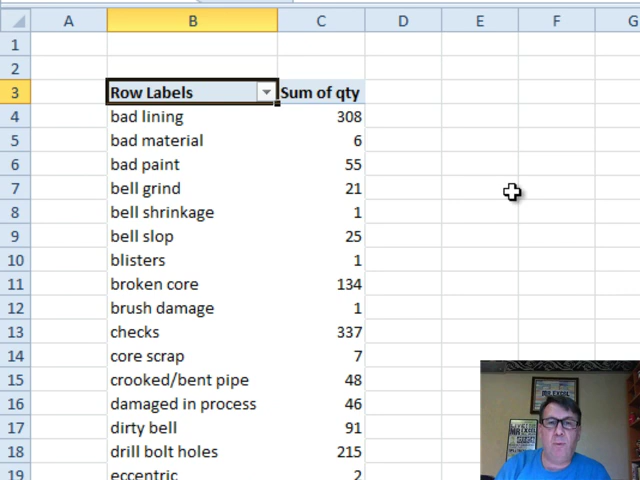 A B C D E F G
1
2
3 Row Labels Sum of qty
4 bad lining 308
5 bad material 6
6 bad paint 55
7 bell grind 21
8 bell shrinkage 1
9 bell slop 25
10 blisters 1
11 broken core 134
12 brush damage 1
13 checks 337
14 core scrap 7
15 crooked/bent pipe 48
16 damaged in process 46
17 dirty bell 91
18 drill bolt holes 215
19 eccentric 2